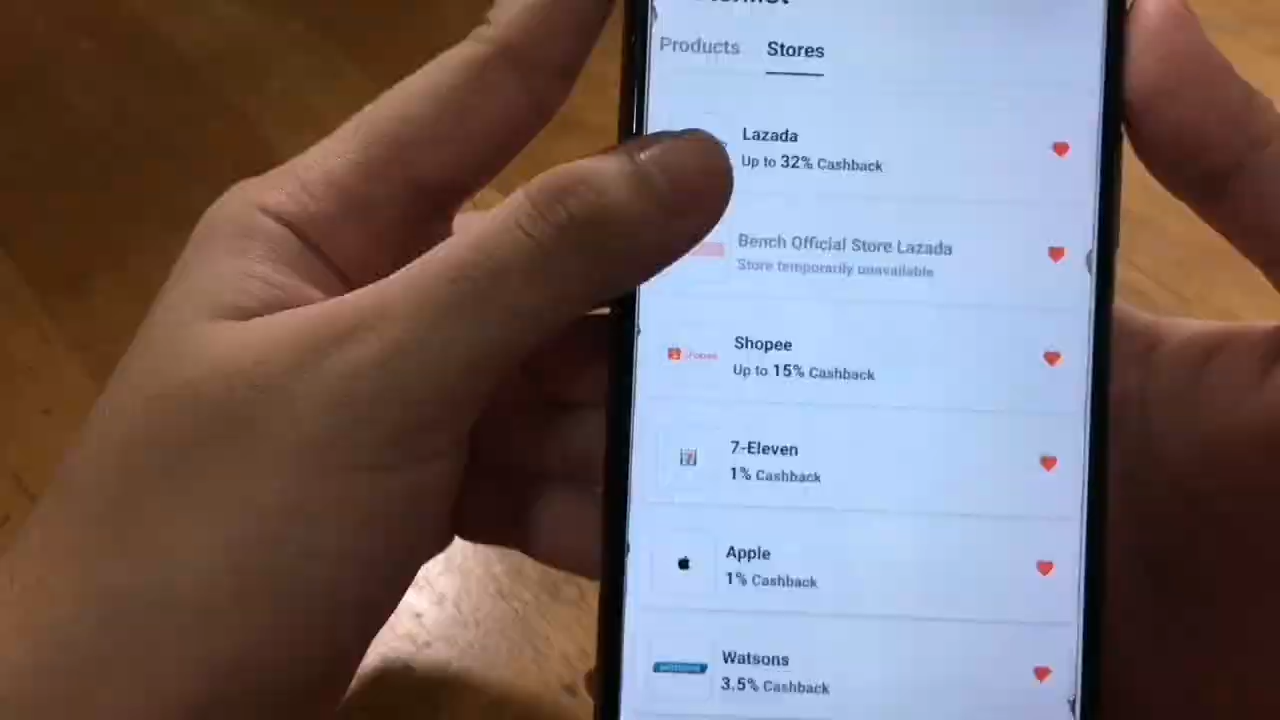 Products Stores
Lazada
Up to 32% Cashback
Bench Official Store Lazada
Store temporarily unavailable
Shopee
Up to 15% Cashback
7-Eleven
1% Cashback
Apple
1% Cashback
Watsons
3.5% Cashback